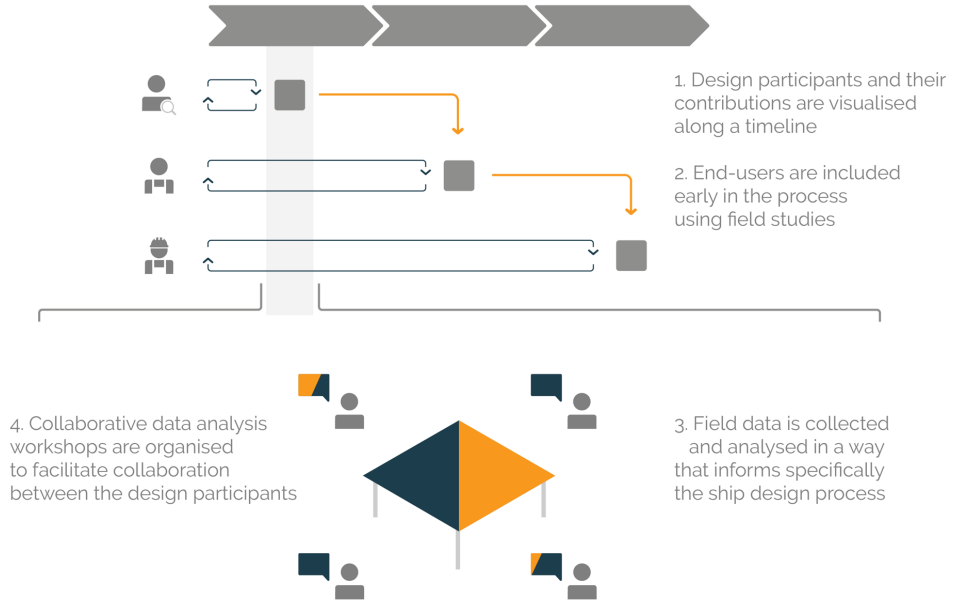 1. Design participants and their
contributions are visualised
along a timeline
2. End-users are included
early in the process
using field studies
4. Collaborative data analysis
workshops are organised
to facilitate collaboration
between the design participants
3. Field data is collected
and analysed in a way
that informs specifically
the ship design process